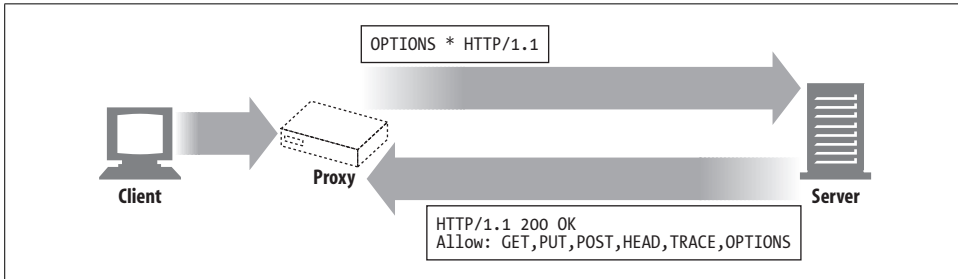 OPTIONS * HTTP/1.1
Client
Proxy
Server
HTTP/1.1 200 OK
Allow: GET,PUT,POST,HEAD,TRACE,OPTIONS